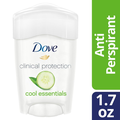 Dove
clinical protection
cool essentials
Anti
Perspirant
1.7
oz